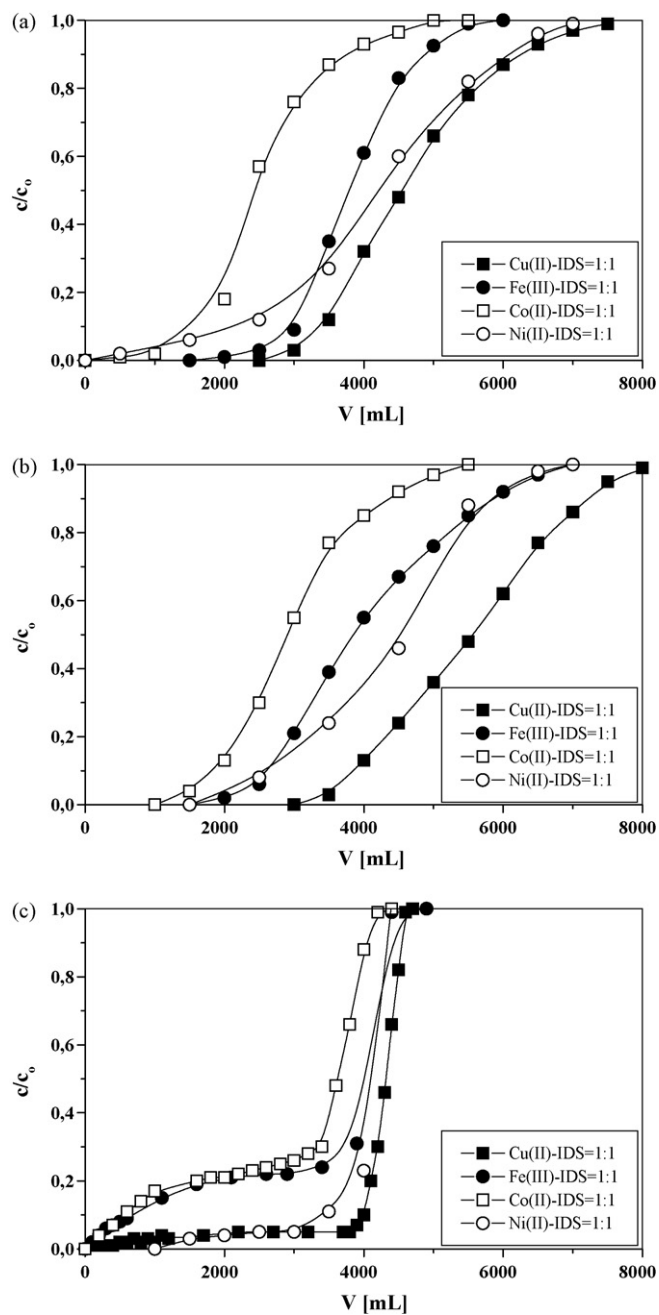 (a)
1,0
0,8
0,6
0,4
0,2
0,0
c/c₀
Cu(II)-IDS=1:1
Fe(III)-IDS=1:1
Co(II)-IDS=1:1
Ni(II)-IDS=1:1
0 2000 4000 6000 8000
V [mL]
(b)
1,0
0,8
0,6
0,4
0,2
0,0
c/c₀
Cu(II)-IDS=1:1
Fe(III)-IDS=1:1
Co(II)-IDS=1:1
Ni(II)-IDS=1:1
0 2000 4000 6000 8000
V [mL]
(c)
1,0
0,8
0,6
0,4
0,2
0,0
c/c₀
Cu(II)-IDS=1:1
Fe(III)-IDS=1:1
Co(II)-IDS=1:1
Ni(II)-IDS=1:1
0 2000 4000 6000 8000
V [mL]